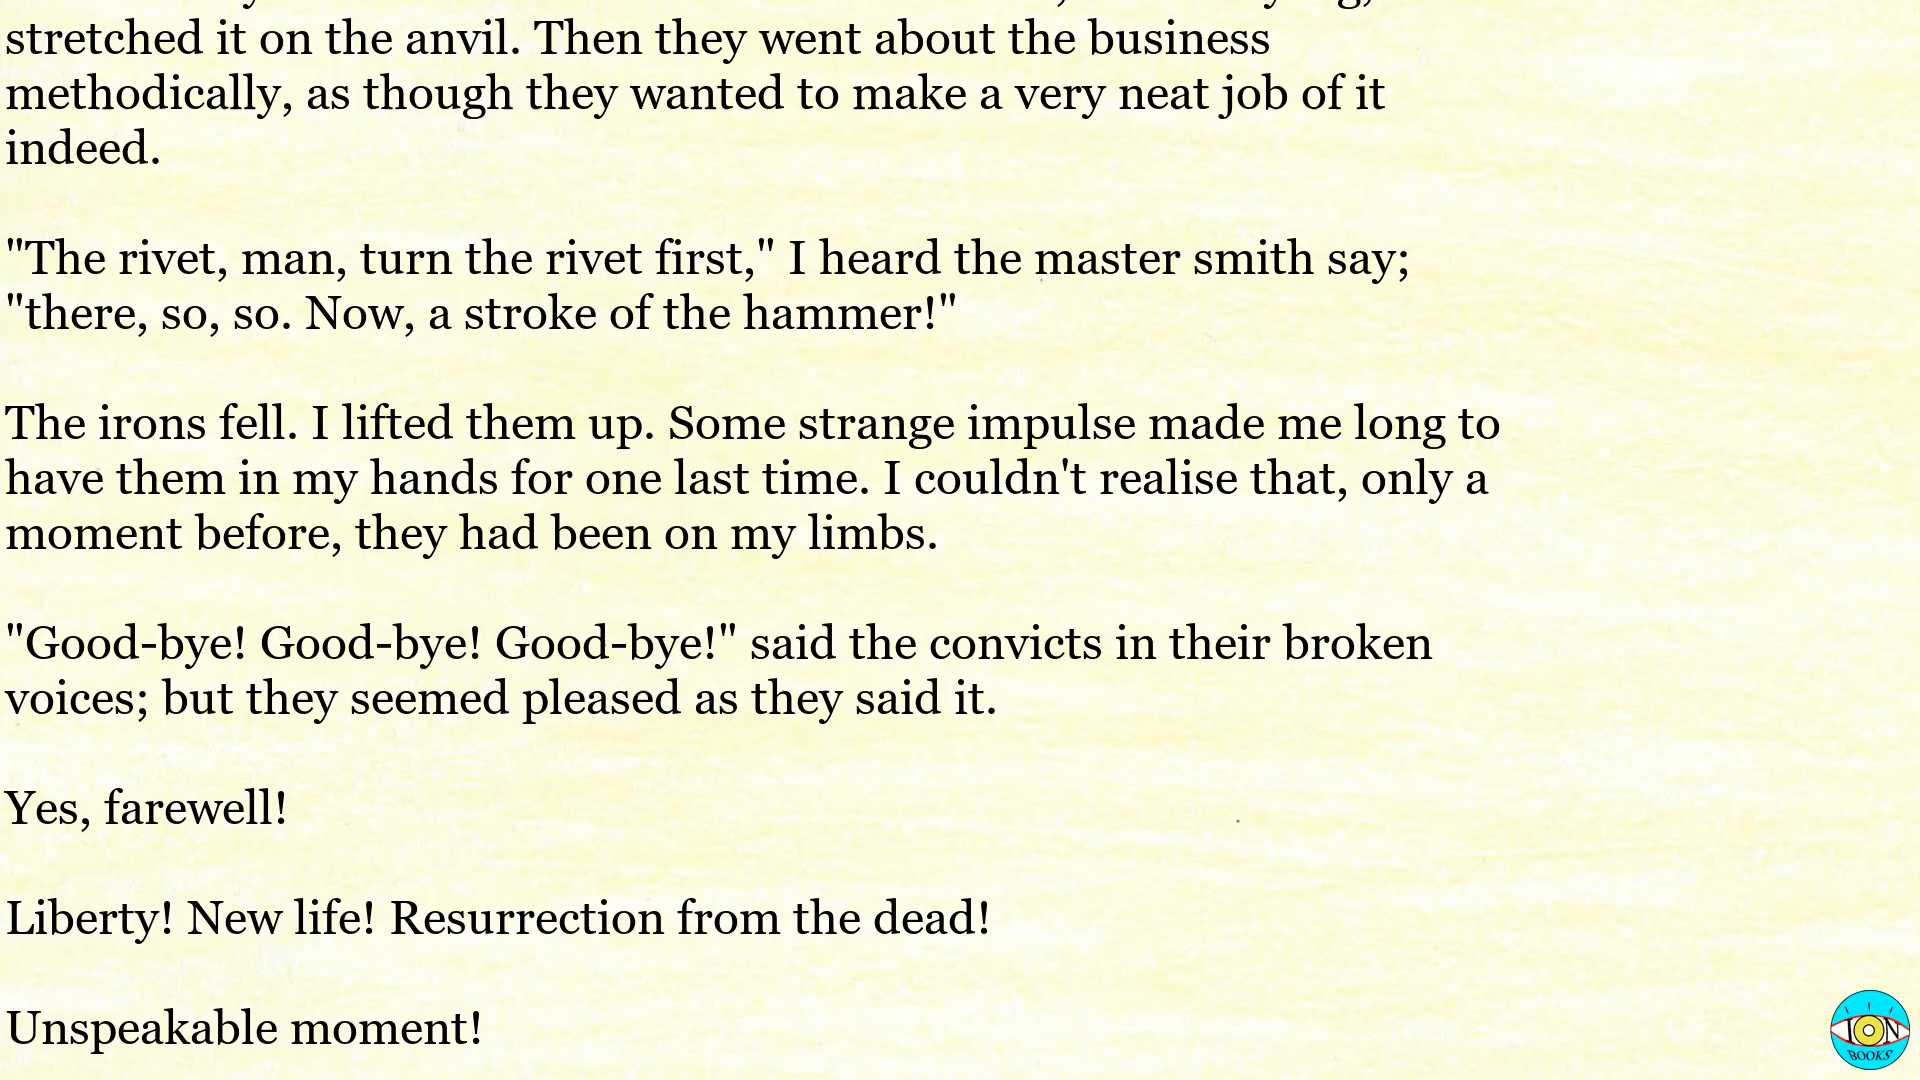 stretched it on the anvil. Then they went about the business
methodically, as though they wanted to make a very neat job of it
indeed.
"The rivet, man, turn the rivet first," I heard the master smith say;
"there, so, so. Now, a stroke of the hammer!"
The irons fell. I lifted them up. Some strange impulse made me long to
have them in my hands for one last time. I couldn't realise that, only a
moment before, they had been on my limbs.
"Good-bye! Good-bye! Good-bye!" said the convicts in their broken
voices; but they seemed pleased as they said it.
Yes, farewell!
Liberty! New life! Resurrection from the dead!
Unspeakable moment!
ION
BOOKS